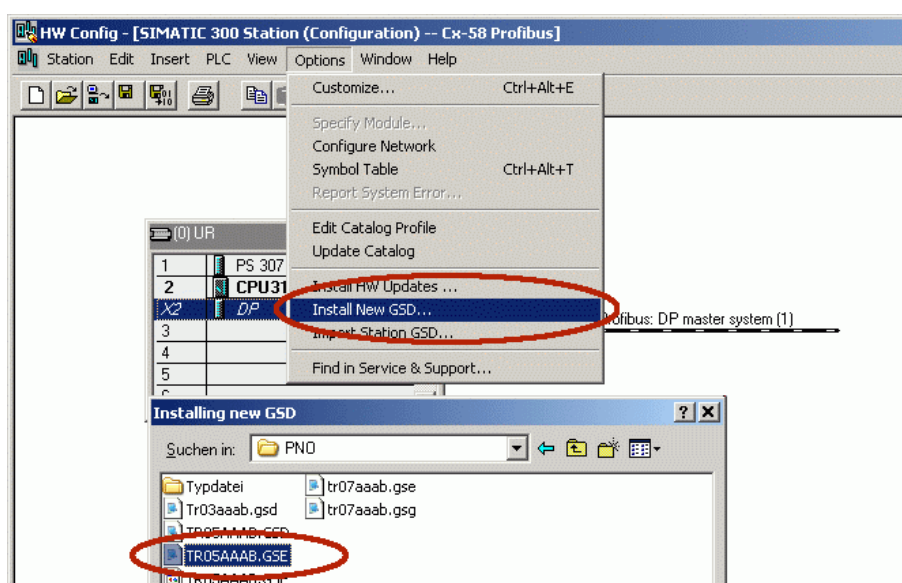 HW Config - [SIMATIC 300 Station (Configuration) -- Cx-58 Profibus]
Station Edit Insert PLC View Options Window Help
Customize... Ctrl+Alt+E
Specify Module...
Configure Network
Symbol Table Ctrl+Alt+T
Report System Error...
Edit Catalog Profile
Update Catalog
Install HW Updates ...
Install New GSD...
Import Station GSD...
Find in Service & Support...
(0) UR
1 PS 307
2 CPU31
X2 DP
3
4
5
rofibus: DP master system (1)
Installing new GSD
Suchen in: PNO
Typdatei tr07aaab.gse
Tr03aaab.gsd tr07aaab.gsg
TR05AAAB.GSD
TR05AAAB.GSE